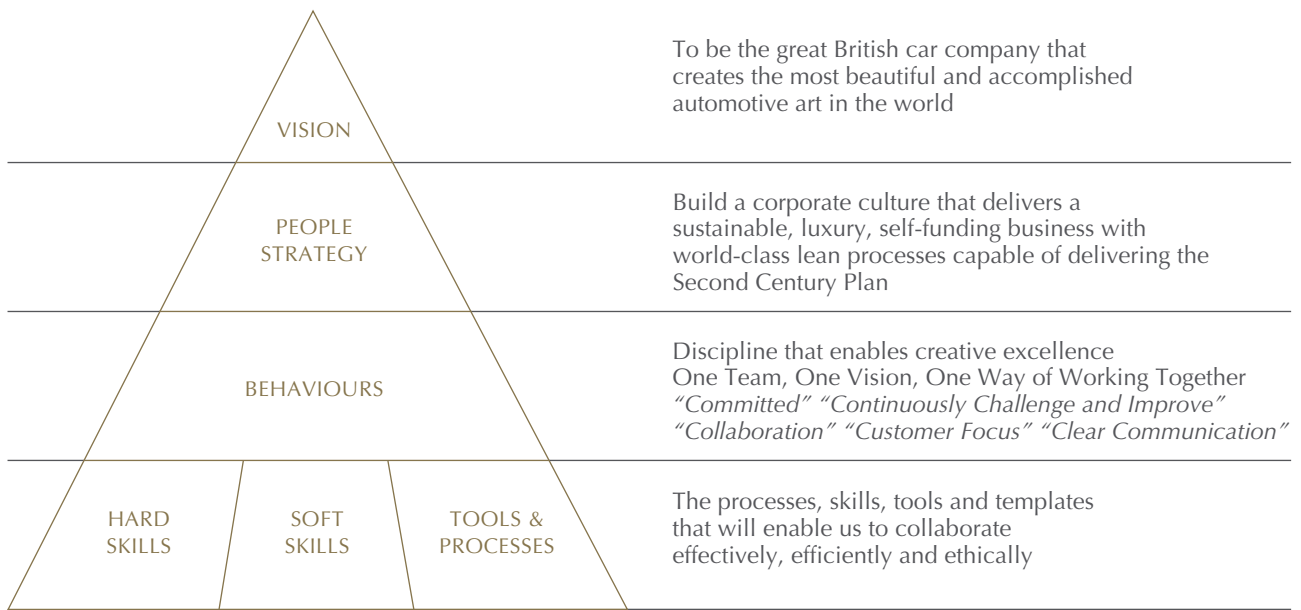 VISION
To be the great British car company that
creates the most beautiful and accomplished
automotive art in the world
PEOPLE
STRATEGY
Build a corporate culture that delivers a
sustainable, luxury, self-funding business with
world-class lean processes capable of delivering the
Second Century Plan
BEHAVIOURS
Discipline that enables creative excellence
One Team, One Vision, One Way of Working Together
“Committed” “Continuously Challenge and Improve”
“Collaboration” “Customer Focus” “Clear Communication”
HARD
SKILLS
SOFT
SKILLS
TOOLS &
PROCESSES
The processes, skills, tools and templates
that will enable us to collaborate
effectively, efficiently and ethically